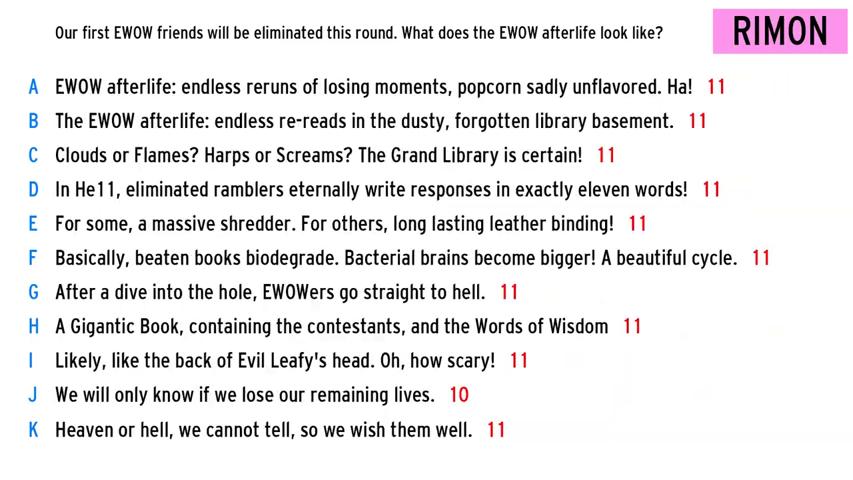 Our first EWOW friends will be eliminated this round. What does the EWOW afterlife look like?
RIMON
A EWOW afterlife: endless reruns of losing moments, popcorn sadly unflavored. Ha! 11
B The EWOW afterlife: endless re-reads in the dusty, forgotten library basement. 11
C Clouds or Flames? Harps or Screams? The Grand Library is certain! 11
D In He11, eliminated ramblers eternally write responses in exactly eleven words! 11
E For some, a massive shredder. For others, long lasting leather binding! 11
F Basically, beaten books biodegrade. Bacterial brains become bigger! A beautiful cycle. 11
G After a dive into the hole, EWOWers go straight to hell. 11
H A Gigantic Book, containing the contestants, and the Words of Wisdom 11
I Likely, like the back of Evil Leafy's head. Oh, how scary! 11
J We will only know if we lose our remaining lives. 10
K Heaven or hell, we cannot tell, so we wish them well. 11